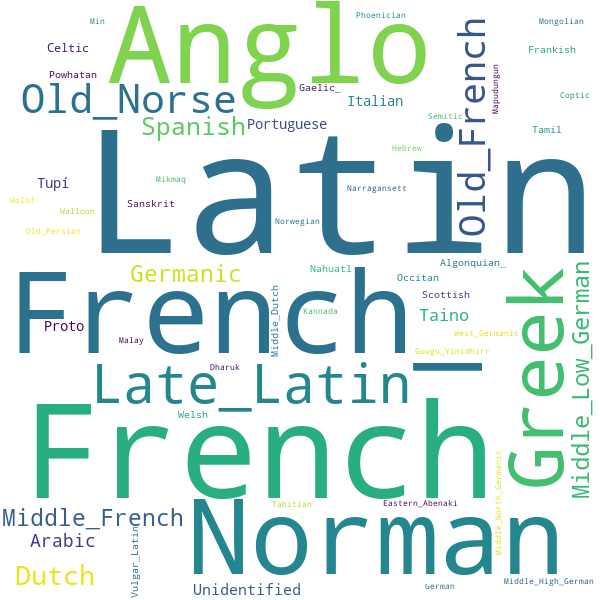 Min
Phoenician
Mongolian
Anglo
Celtic
Frankish
Powhatan
Gaelic_
Old_Norse
Italian
Old_French
Mapudungun
Coptic
Spanish
Portuguese
Semitic
Tamil
Latin
Hebrew
Tupí
Mikmaq
Narragansett
Wolof
Walloon
Sanskrit
Norwegian
Old_Persian
Germanic
Nahuatl
Algonquian_
Occitan
French_
Middle_Dutch
Kannada
Scottish
Taino
Greek
Middle_Low_German
Proto
Malay
West_Germanic
Guugu_Yimidhirr
Dharuk
Late_Latin
Welsh
French
Middle_North_Germanic
Norman
Tahitian
Eastern_Abenaki
Middle_French
Arabic
Vulgar_Latin
Dutch
Unidentified
German
Middle_High_German